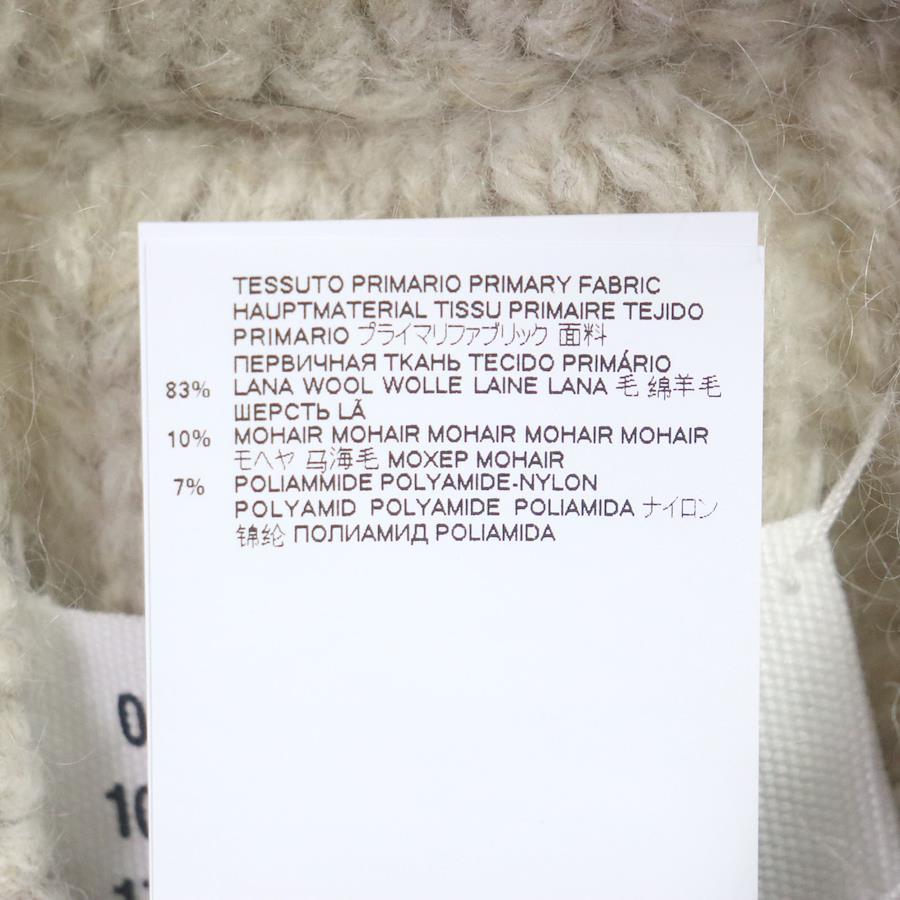 TESSUTO PRIMARIO PRIMARY FABRIC
HAUPTMATERIAL TISSU PRIMAIRE TEJIDO
PRIMARIO プライマリファブリック 面料
ПЕРВИЧНАЯ ТКАНЬ TECIDO PRIMÁRIO
83% LANA WOOL WOLLE LAINE LANA 毛 绵羊毛
ШЕРСТЬ LÃ
10% MOHAIR MOHAIR MOHAIR MOHAIR MOHAIR
モヘヤ 马海毛 МОХЕР MOHAIR
7% POLIAMMIDE POLYAMIDE-NYLON
POLYAMID POLYAMIDE POLIAMIDA ナイロン
锦纶 ПОЛИАМИД POLIAMIDA